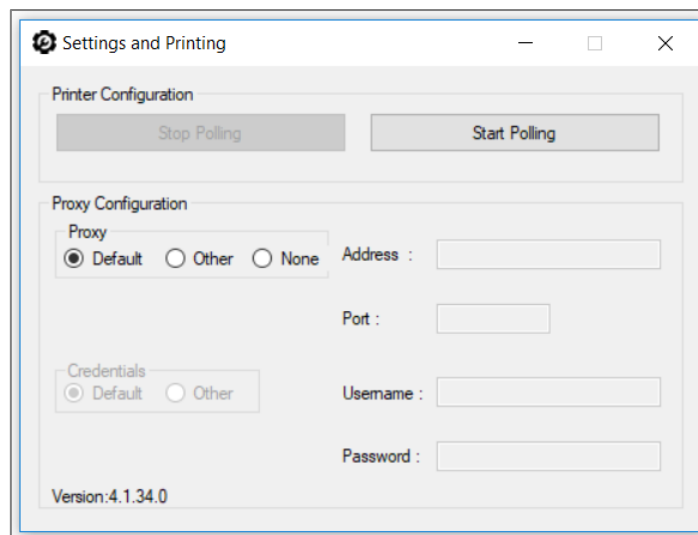 Settings and Printing
Printer Configuration
Stop Polling Start Polling
Proxy Configuration
Proxy
Default Other None Address :
Port :
Credentials
Default Other Username :
Password :
Version:4.1.34.0